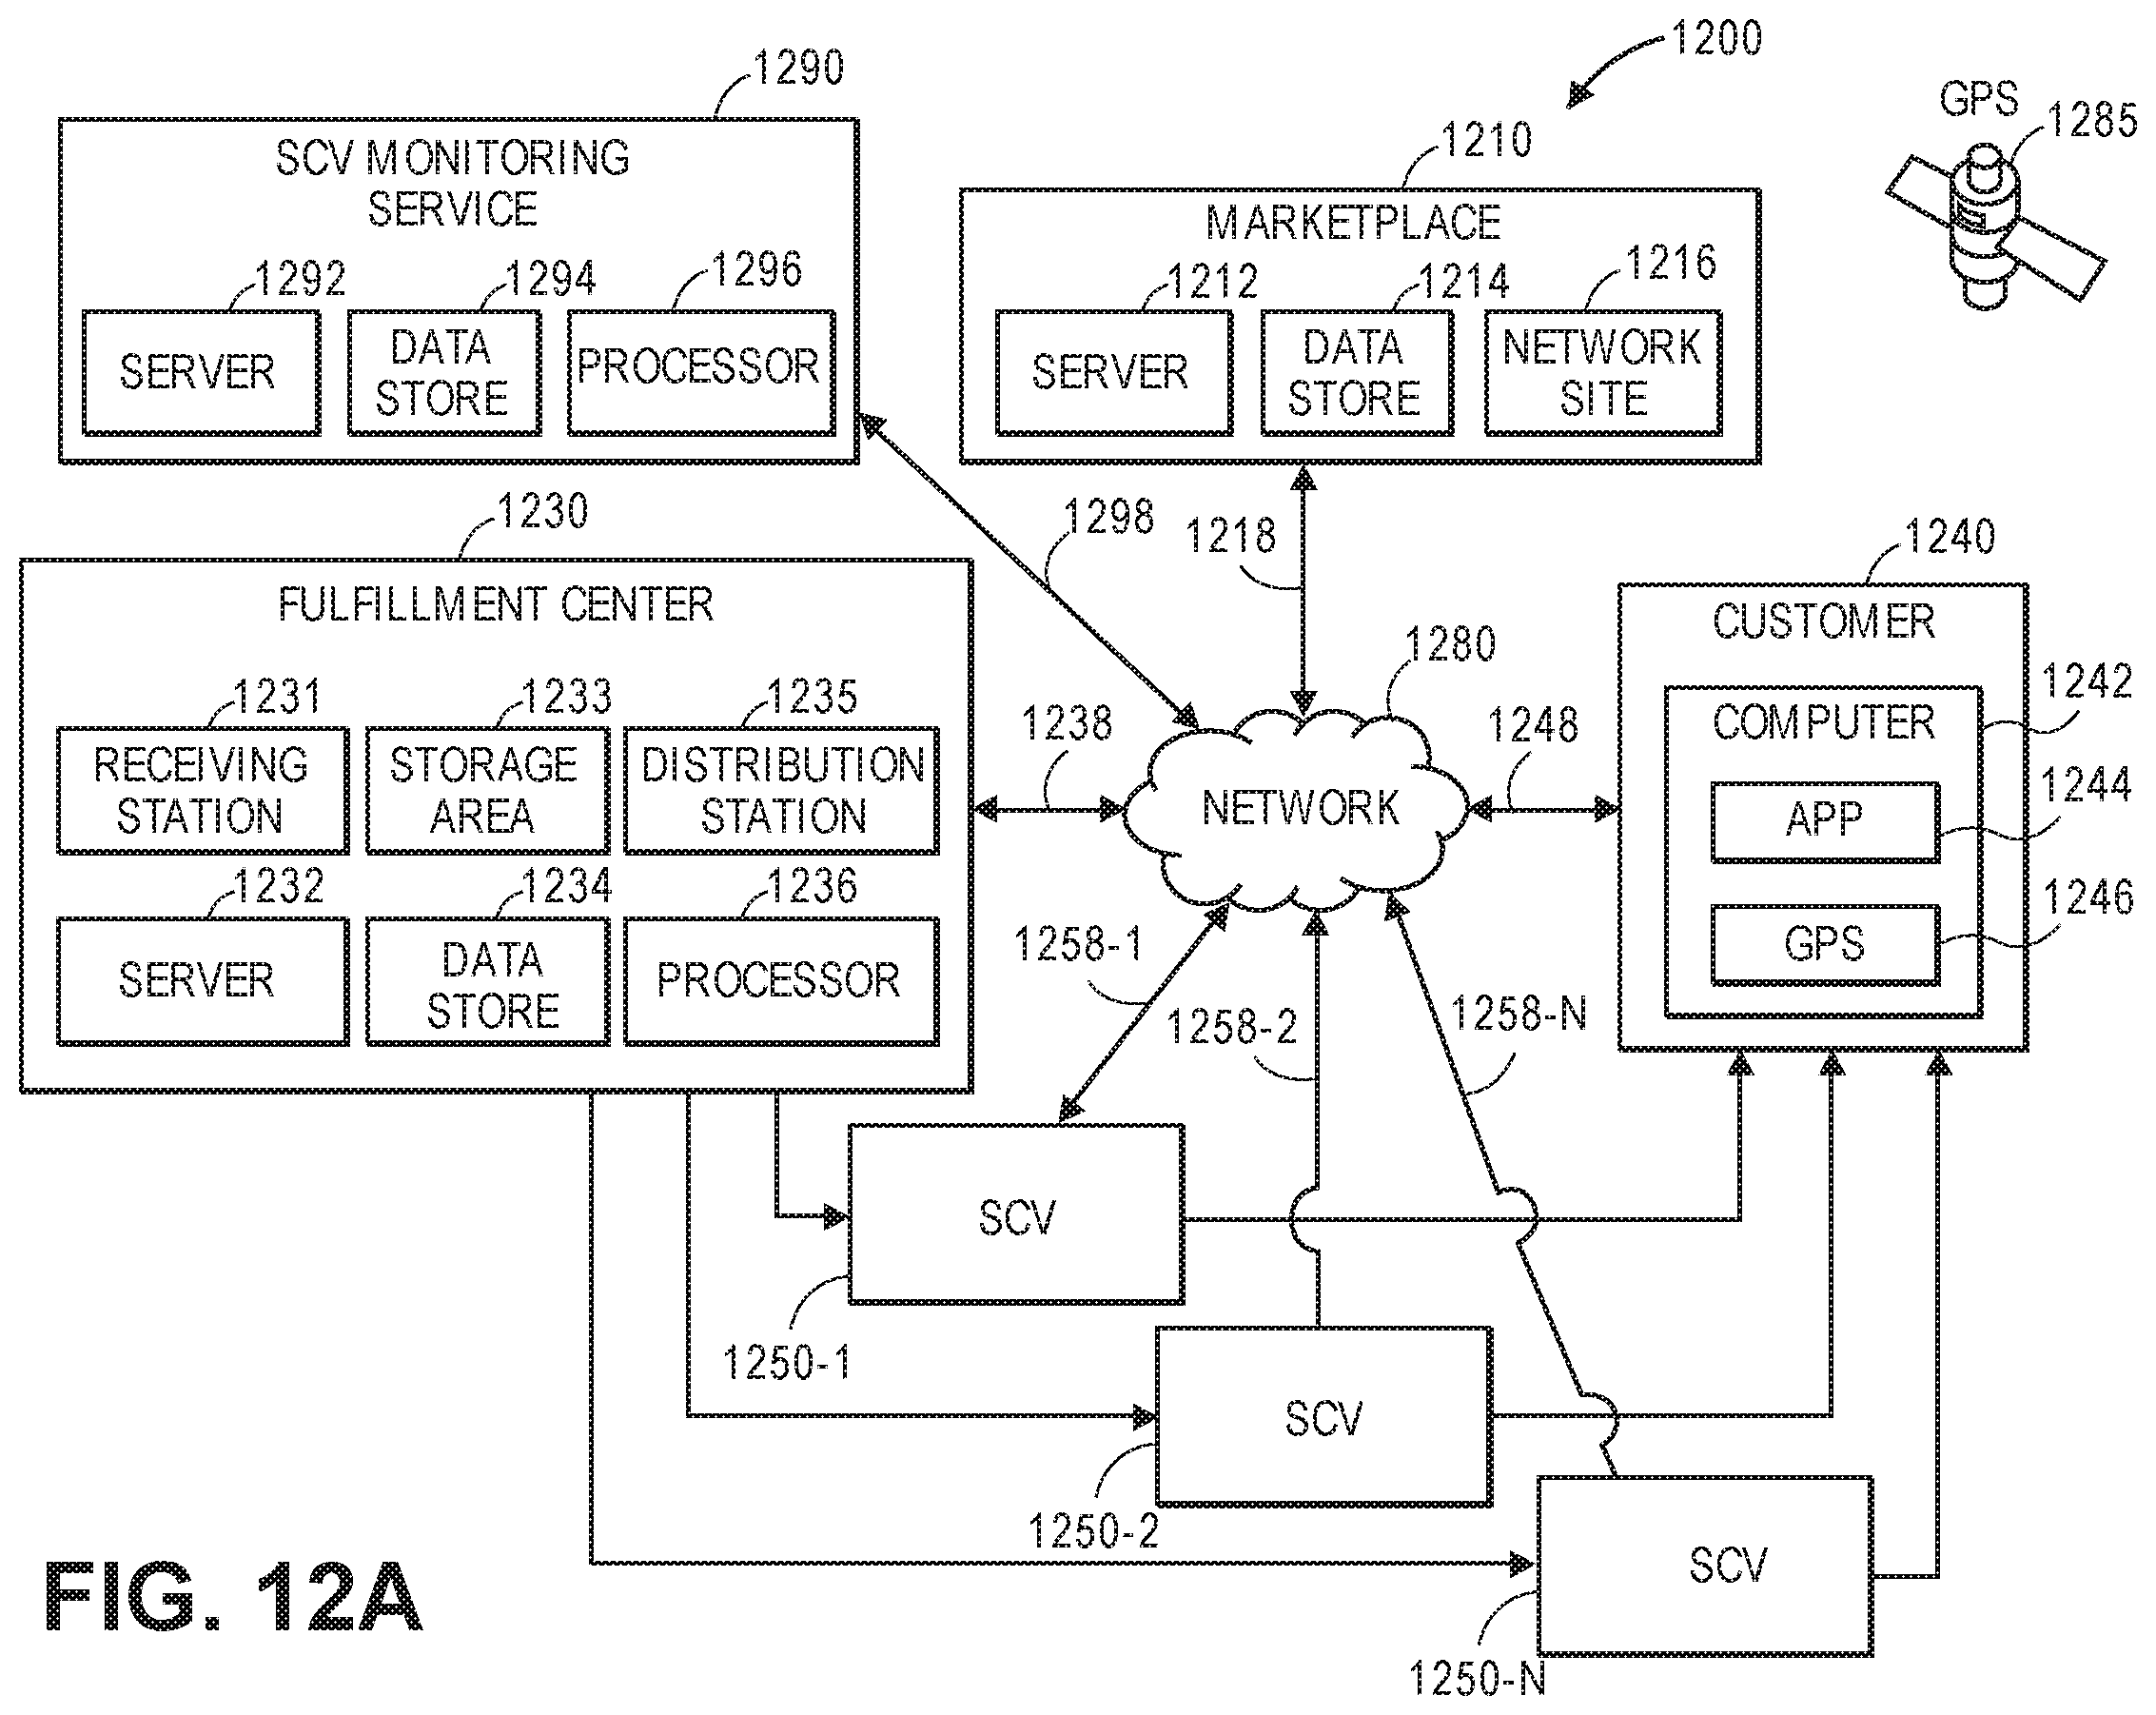 1200
1290
SCV MONITORING
SERVICE
1292
1294
1296
SERVER
DATA
STORE
PROCESSOR
1210
MARKETPLACE
1212
1214
1216
SERVER
DATA
STORE
NETWORK
SITE
GPS
1285
1298
1218
1230
FULFILLMENT CENTER
1231
1233
1235
RECEIVING
STATION
STORAGE
AREA
DISTRIBUTION
STATION
1232
1234
1236
SERVER
DATA
STORE
PROCESSOR
1238
1280
NETWORK
1248
1240
CUSTOMER
1242
COMPUTER
1244
APP
1246
GPS
1258-1
1258-2
1258-N
SCV
1250-1
SCV
1250-2
SCV
1250-N
FIG. 12A